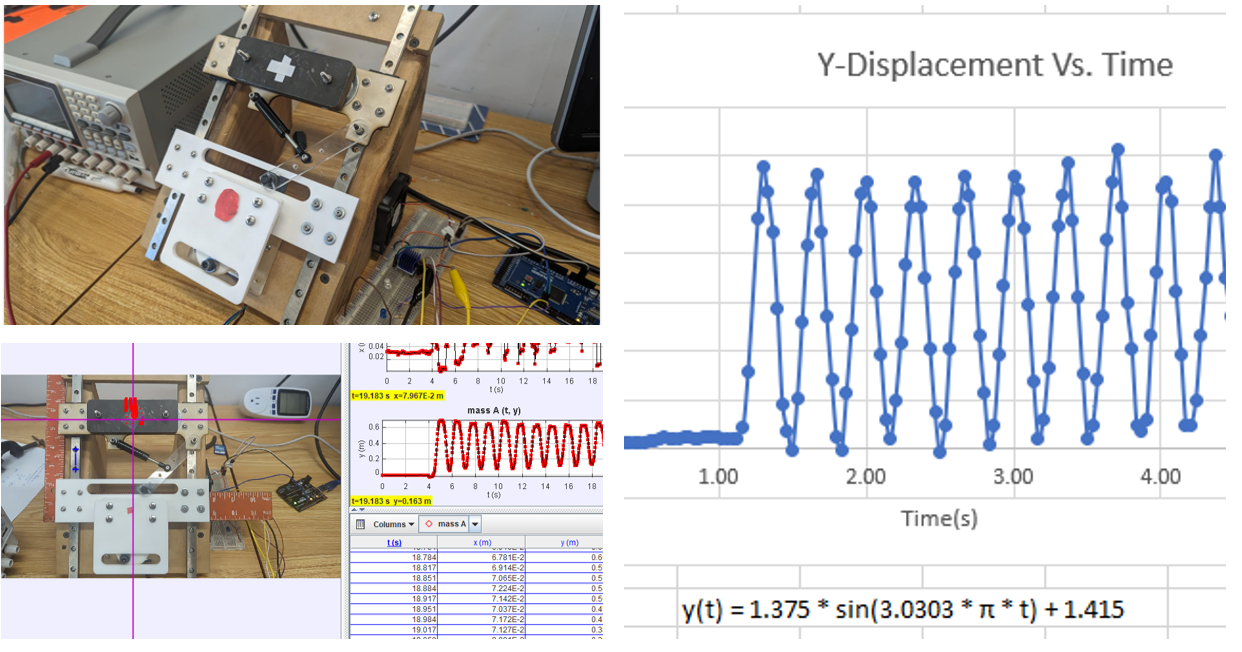 Y-Displacement Vs. Time
1.00 2.00 3.00 4.00
Time(s)
y(t) = 1.375 * sin(3.0303 * π * t) + 1.415
0.04
0.02
0 2 4 6 8 10 12 14 16 18
t (s)
t=19.183 s x=7.967E-2 m
mass A (t, y)
y (m)
0.6
0.4
0.2
0
0 2 4 6 8 10 12 14 16 18
t (s)
t=19.183 s y=0.163 m
Columns mass A
t (s) x (m) y (m)
18.784 6.781E-2 0.6
18.817 6.914E-2 0.5
18.851 7.065E-2 0.5
18.884 7.224E-2 0.5
18.917 7.142E-2 0.5
18.951 7.037E-2 0.4
18.984 7.172E-2 0.4
19.017 7.127E-2 0.3